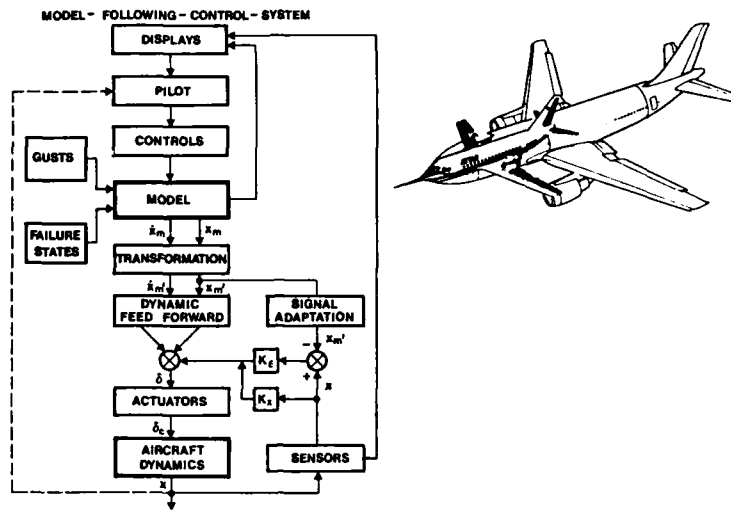 MODEL-FOLLOWING-CONTROL-SYSTEM
DISPLAYS
PILOT
CONTROLS
GUSTS
MODEL
FAILURE
STATES
ẋm xm
TRANSFORMATION
ẋm' xm'
DYNAMIC
FEED FORWARD
SIGNAL
ADAPTATION
xm'
-
+
Kε
x
δ
Kx
ACTUATORS
δc
AIRCRAFT
DYNAMICS
SENSORS
x